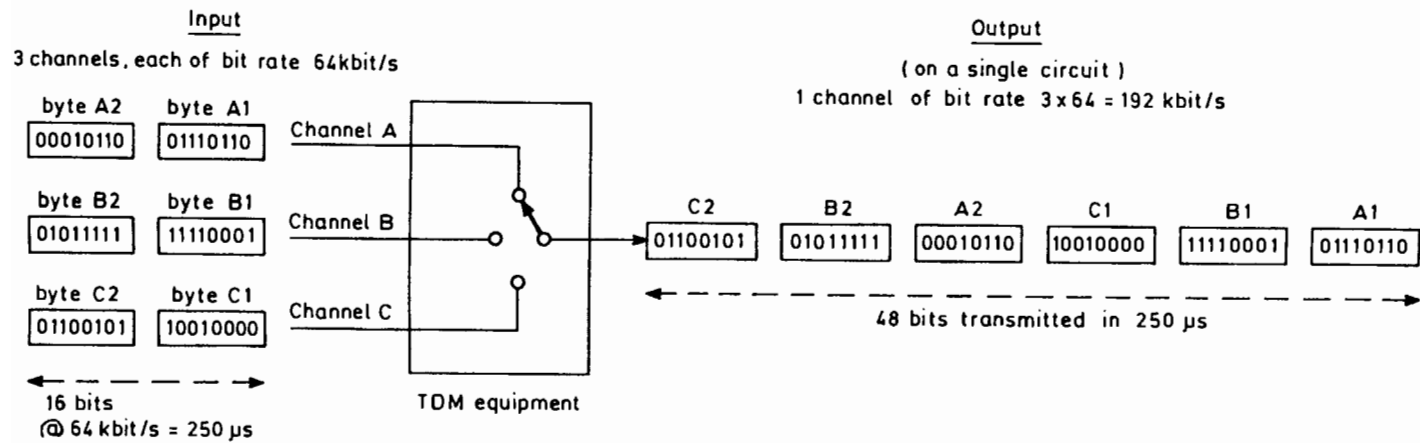 Input
3 channels, each of bit rate 64kbit/s
byte A2 byte A1
00010110 01110110
Channel A
byte B2 byte B1
01011111 11110001
Channel B
byte C2 byte C1
01100101 10010000
Channel C
16 bits
@ 64 kbit/s = 250 µs
TDM equipment
Output
( on a single circuit )
1 channel of bit rate 3 x 64 = 192 kbit/s
C2 B2 A2 C1 B1 A1
01100101 01011111 00010110 10010000 11110001 01110110
48 bits transmitted in 250 µs